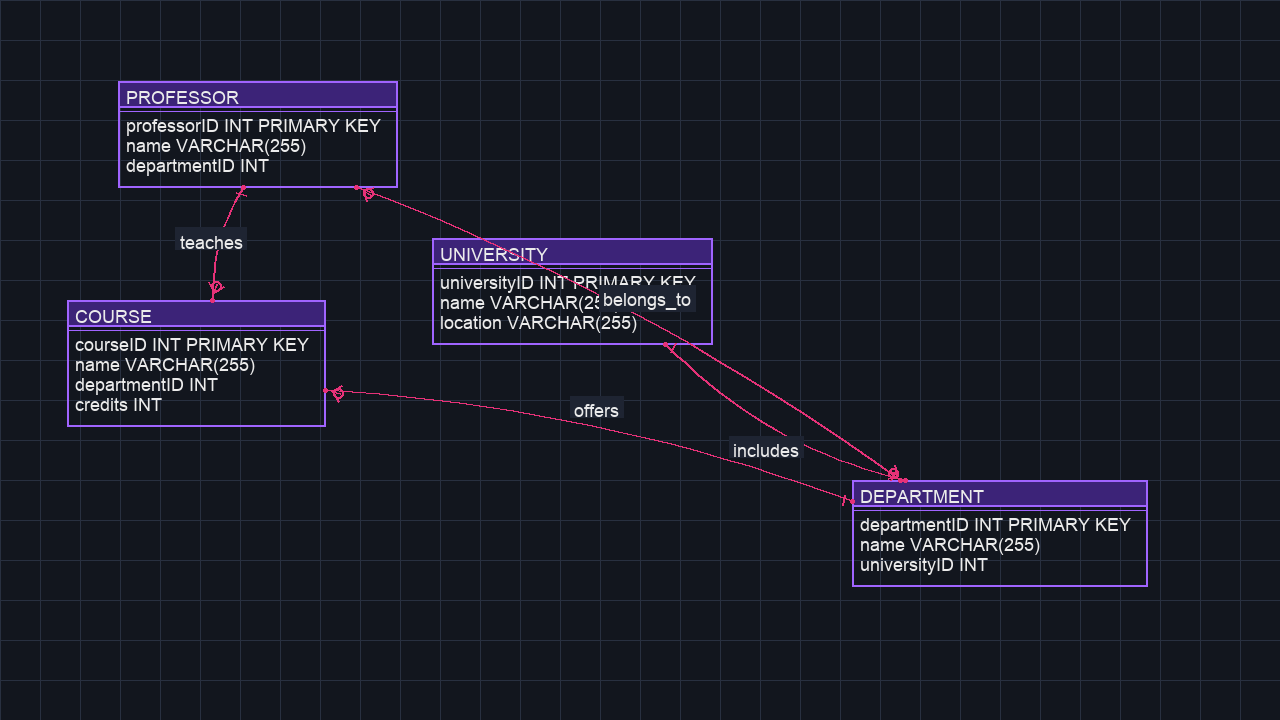 PROFESSOR
professorID INT PRIMARY KEY
name VARCHAR(255)
departmentID INT
teaches
UNIVERSITY
universityID INT PRIMARY KEY
name VARCHAR(25
belongs_to
location VARCHAR(255)
COURSE
courseID INT PRIMARY KEY
name VARCHAR(255)
departmentID INT
credits INT
offers
includes
DEPARTMENT
departmentID INT PRIMARY KEY
name VARCHAR(255)
universityID INT